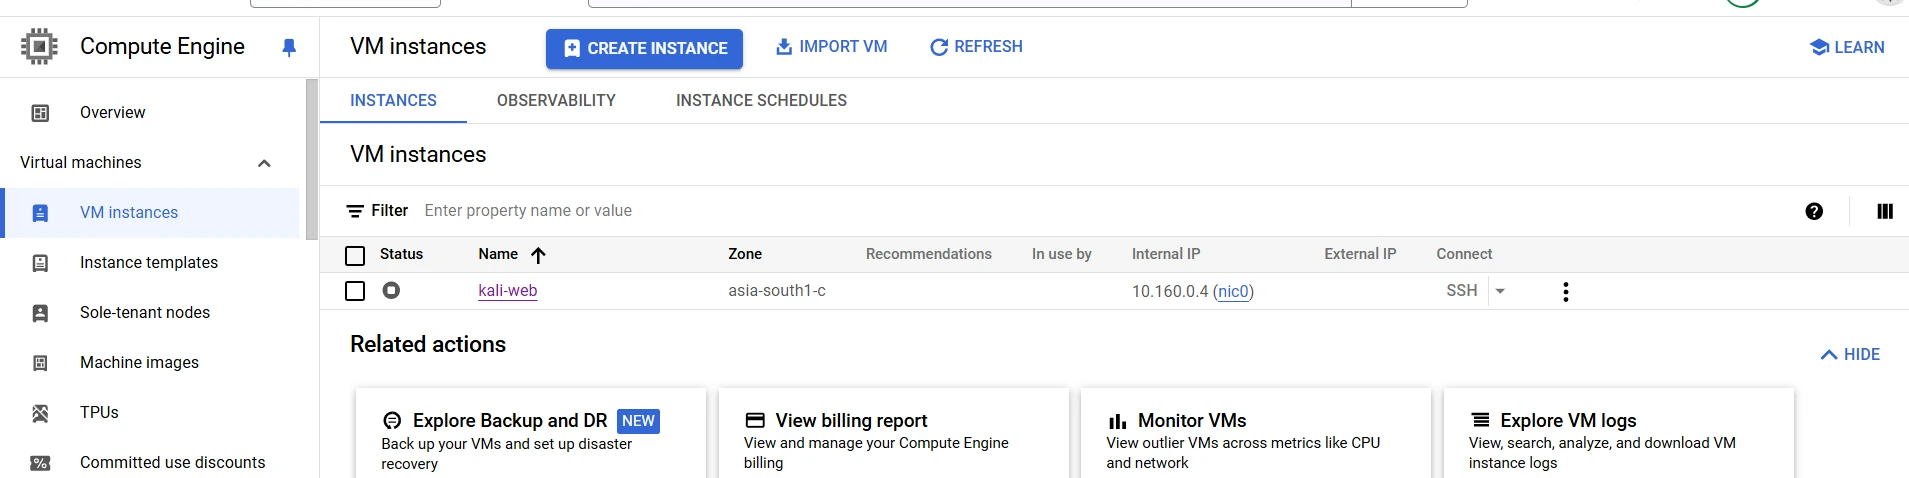 Compute Engine
VM instances
CREATE INSTANCE
IMPORT VM
REFRESH
LEARN
Overview
Virtual machines
VM instances
Instance templates
Sole-tenant nodes
Machine images
TPUs
Committed use discounts
INSTANCES OBSERVABILITY INSTANCE SCHEDULES
VM instances
Filter Enter property name or value
Status Name Zone Recommendations In use by Internal IP External IP Connect
kali-web asia-south1-c 10.160.0.4 (nic0) SSH
Related actions
HIDE
Explore Backup and DR NEW
Back up your VMs and set up disaster
recovery
View billing report
View and manage your Compute Engine
billing
Monitor VMs
View outlier VMs across metrics like CPU
and network
Explore VM logs
View, search, analyze, and download VM
instance logs